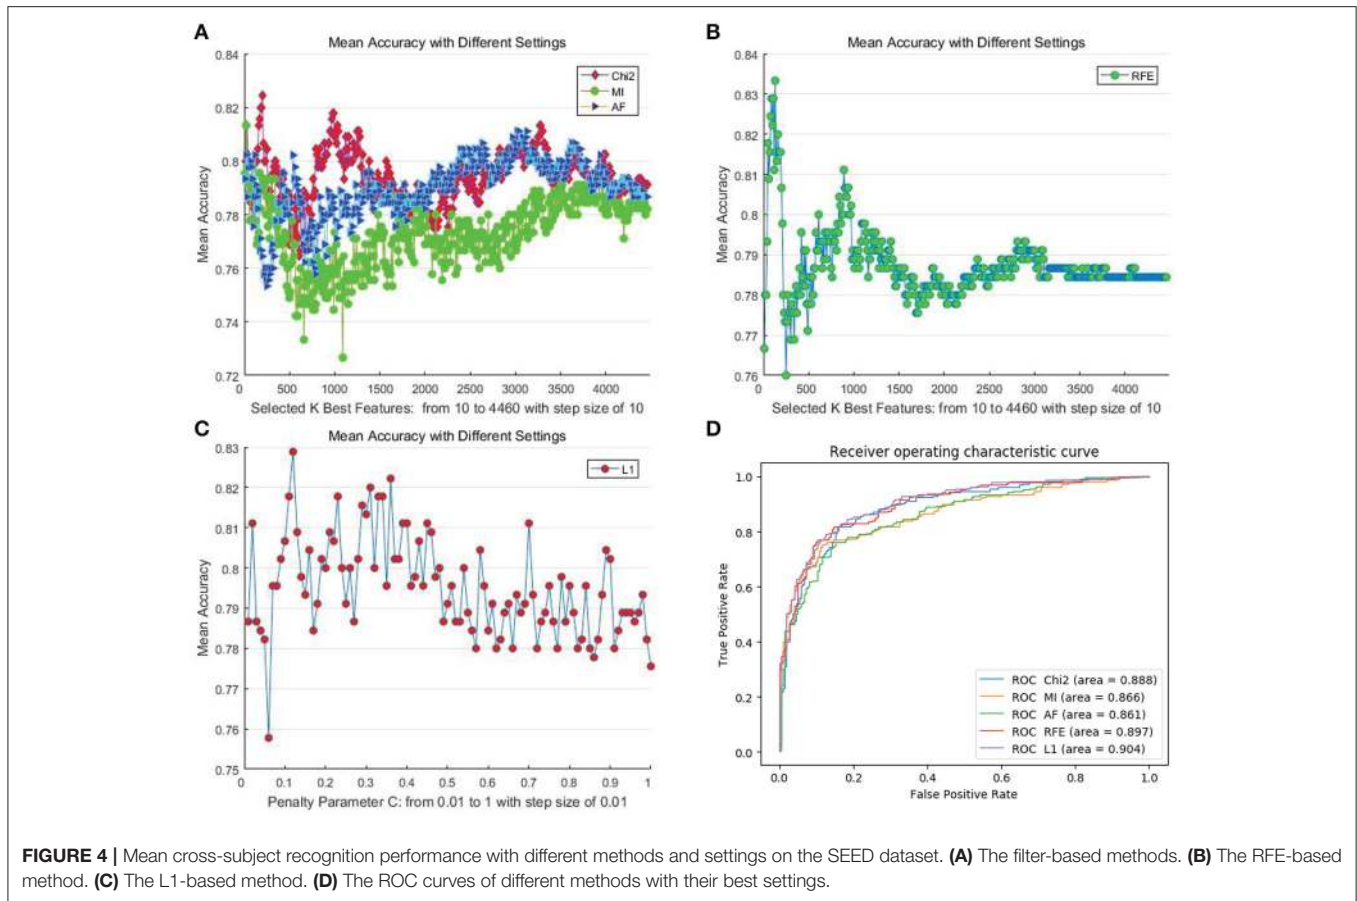 A
Mean Accuracy with Different Settings
0.84
0.82
0.8
0.78
0.76
0.74
0.72
Mean Accuracy
Chi2
MI
AF
0 500 1000 1500 2000 2500 3000 3500 4000
Selected K Best Features: from 10 to 4460 with step size of 10
B
Mean Accuracy with Different Settings
0.84
0.83
0.82
0.81
0.8
0.79
0.78
0.77
0.76
Mean Accuracy
RFE
0 500 1000 1500 2000 2500 3000 3500 4000
Selected K Best Features: from 10 to 4460 with step size of 10
C
Mean Accuracy with Different Settings
0.83
0.82
0.81
0.8
0.79
0.78
0.77
0.76
0.75
Mean Accuracy
L1
0 0.1 0.2 0.3 0.4 0.5 0.6 0.7 0.8 0.9 1
Penalty Parameter C: from 0.01 to 1 with step size of 0.01
D
Receiver operating characteristic curve
1.0
0.8
0.6
0.4
0.2
0.0
True Positive Rate
ROC Chi2 (area = 0.888)
ROC MI (area = 0.866)
ROC AF (area = 0.861)
ROC RFE (area = 0.897)
ROC L1 (area = 0.904)
0.0 0.2 0.4 0.6 0.8 1.0
False Positive Rate
FIGURE 4 | Mean cross-subject recognition performance with different methods and settings on the SEED dataset. (A) The filter-based methods. (B) The RFE-based
method. (C) The L1-based method. (D) The ROC curves of different methods with their best settings.